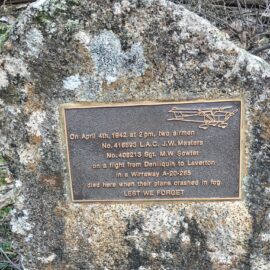 On April 4th, 1942 at 2pm, two airmen
No. 416593 L.A.C. J.W. Masters
No. 408213 Sgt. M.W. Sowter
on a flight from Deniliquin to Laverton
in a Wirraway A-20-265
died here when their plane crashed in fog
LEST WE FORGET